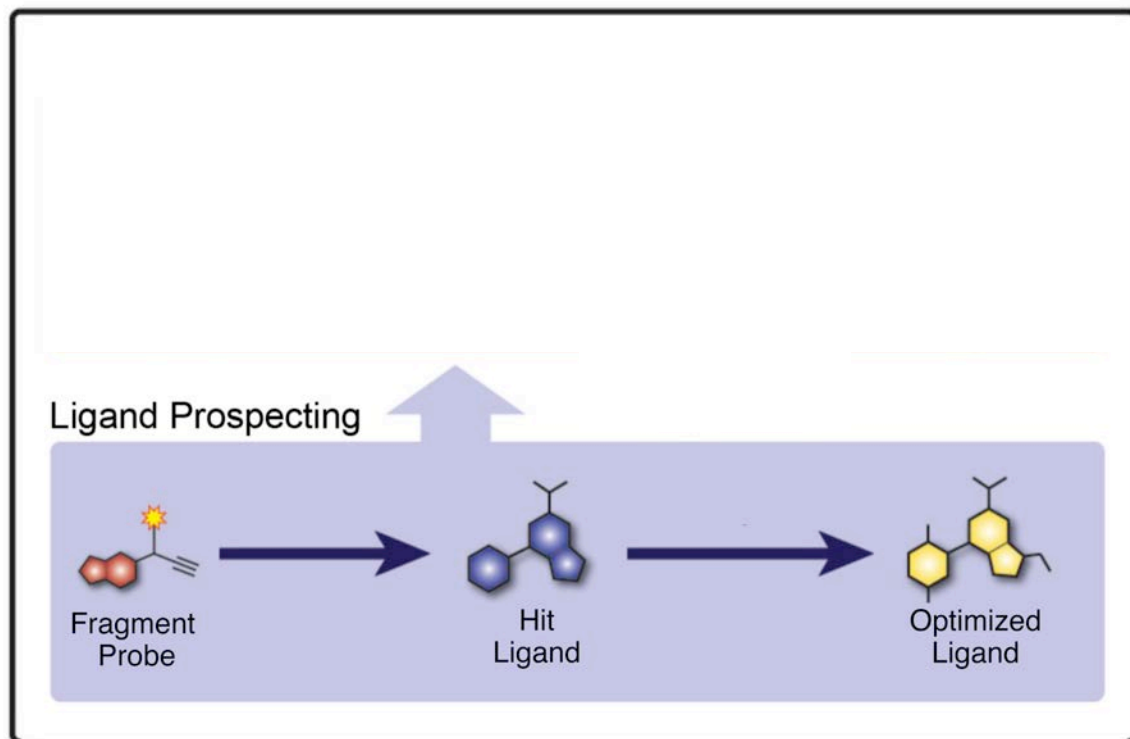 Ligand Prospecting
Fragment
Probe
Hit
Ligand
Optimized
Ligand